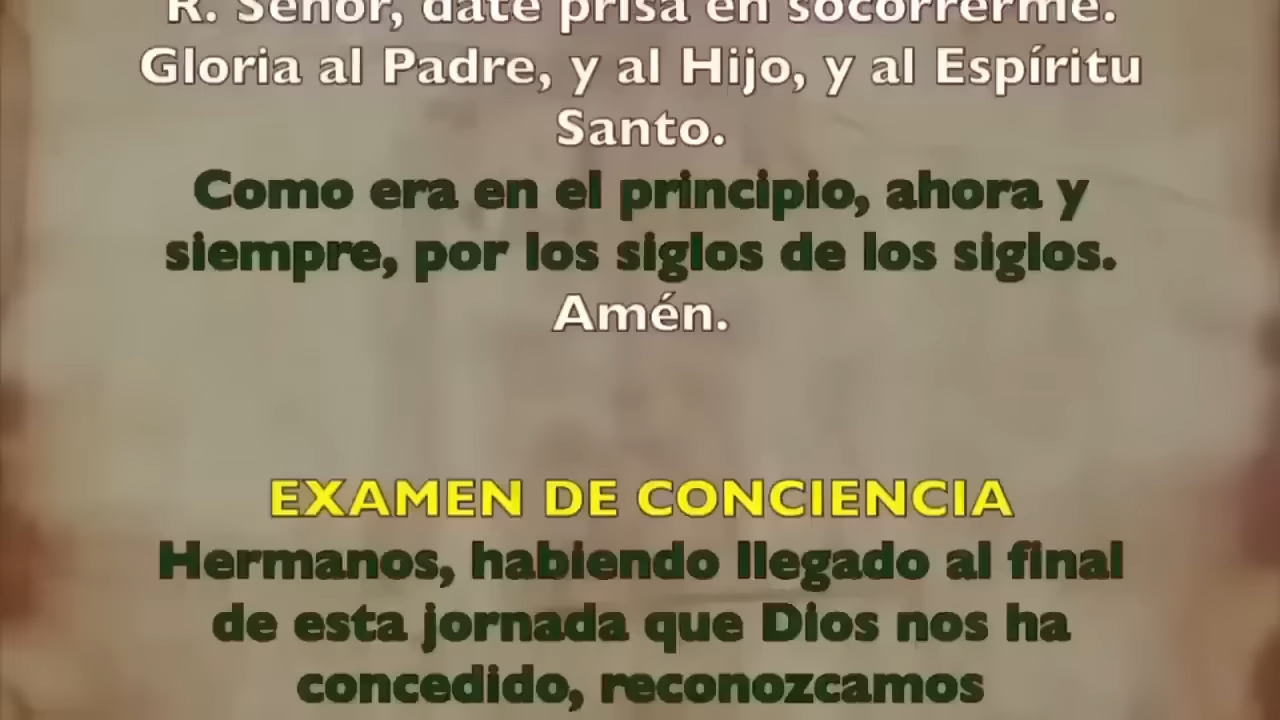 R. Señor, date prisa en socorrerme.
Gloria al Padre, y al Hijo, y al Espíritu
Santo.
Como era en el principio, ahora y
siempre, por los siglos de los siglos.
Amén.
EXAMEN DE CONCIENCIA
Hermanos, habiendo llegado al final
de esta jornada que Dios nos ha
concedido, reconozcamos